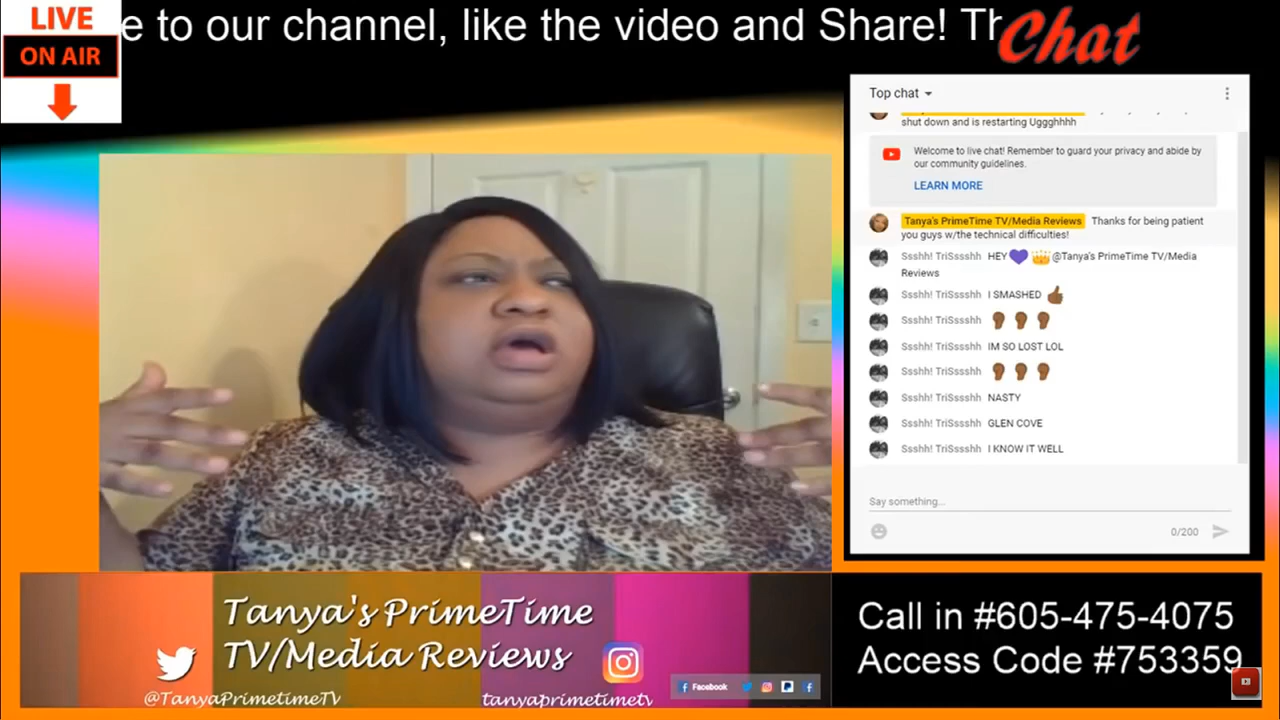 LIVE
ON AIR
e to our channel, like the video and Share! Th
Chat
Top chat
shut down and is restarting Uggghhhh
Welcome to live chat! Remember to guard your privacy and abide by
our community guidelines.
LEARN MORE
Tanya's PrimeTime TV/Media Reviews Thanks for being patient
you guys w/the technical difficulties!
Ssshh! TriSssshh HEY 💜 👑 @Tanya's PrimeTime TV/Media
Reviews
Ssshh! TriSssshh I SMASHED 👍🏾
Ssshh! TriSssshh 👂🏾 👂🏾 👂🏾
Ssshh! TriSssshh IM SO LOST LOL
Ssshh! TriSssshh 👂🏾 👂🏾 👂🏾
Ssshh! TriSssshh NASTY
Ssshh! TriSssshh GLEN COVE
Ssshh! TriSssshh I KNOW IT WELL
Say something...
0/200
Tanya's PrimeTime
TV/Media Reviews
@TanyaPrimetimeTV
tanyaprimetimetv
Facebook
Call in #605-475-4075
Access Code #753359